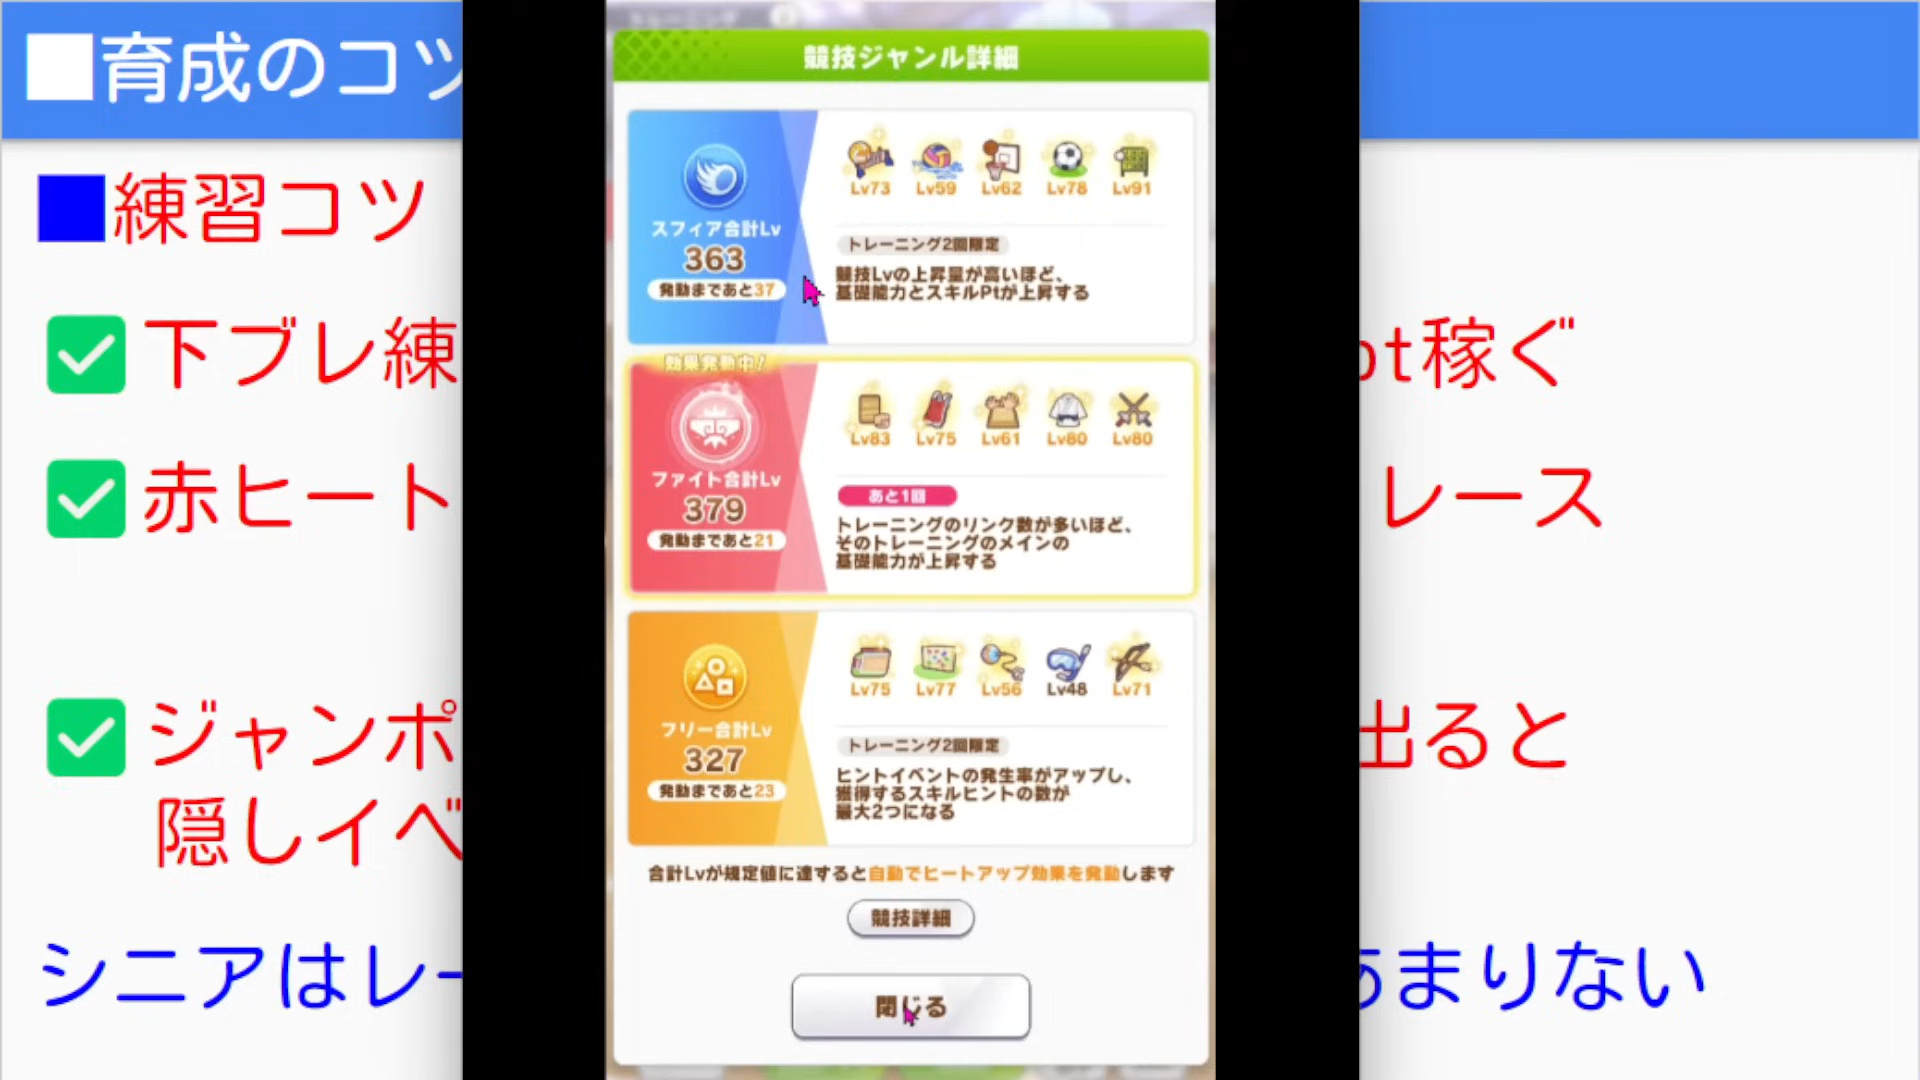 ■育成のコツ
■練習コツ
下ブレ練
pt稼ぐ
赤ヒート
レース
ジャンポ
出ると
隠しイベ
シニアはレー
あまりない
トレーニング
競技ジャンル詳細
スフィア合計Lv
363
発動まであと37
Lv73 Lv59 Lv62 Lv78 Lv91
トレーニング2回限定
競技Lvの上昇量が高いほど、
基礎能力とスキルPtが上昇する
効果発動中!
ファイト合計Lv
379
発動まであと21
Lv83 Lv75 Lv61 Lv80 Lv80
あと1回
トレーニングのリンク数が多いほど、
そのトレーニングのメインの
基礎能力が上昇する
フリー合計Lv
327
発動まであと23
Lv75 Lv77 Lv56 Lv48 Lv71
トレーニング2回限定
ヒントイベントの発生率がアップし、
獲得するスキルヒントの数が
最大2つになる
合計Lvが規定値に達すると自動でヒートアップ効果を発動します
競技詳細
閉じる